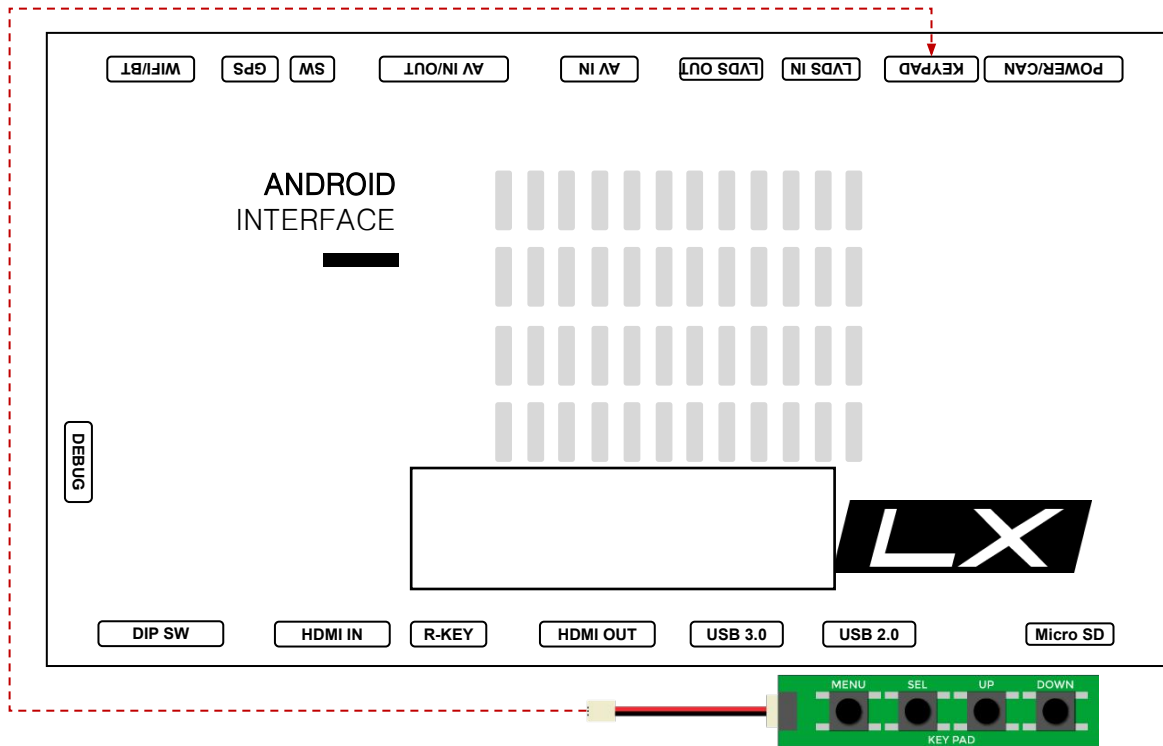 WIFI/BT
GPS
SW
AV IN/OUT
AV IN
LVDS OUT
LVDS IN
KEYPAD
POWER/CAN
ANDROID
INTERFACE
DEBUG
LX
DIP SW
HDMI IN
R-KEY
HDMI OUT
USB 3.0
USB 2.0
Micro SD
MENU
SEL
UP
DOWN
KEY PAD